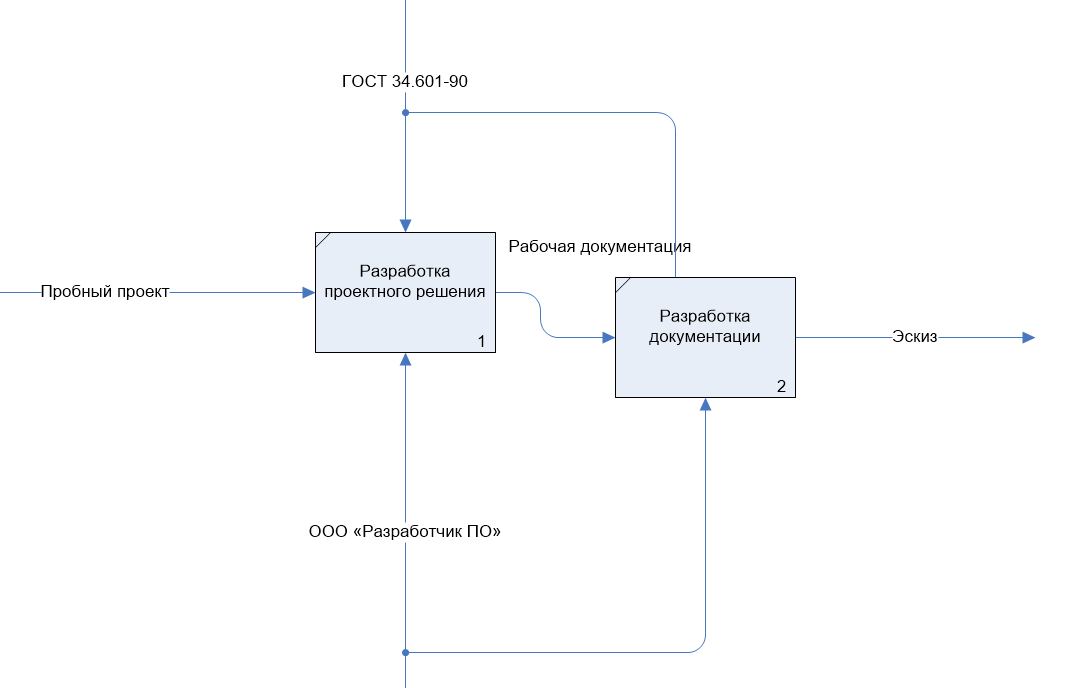 ГОСТ 34.601-90
Рабочая документация
Разработка
проектного решения
Пробный проект
1
Разработка
документации
Эскиз
2
ООО «Разработчик ПО»